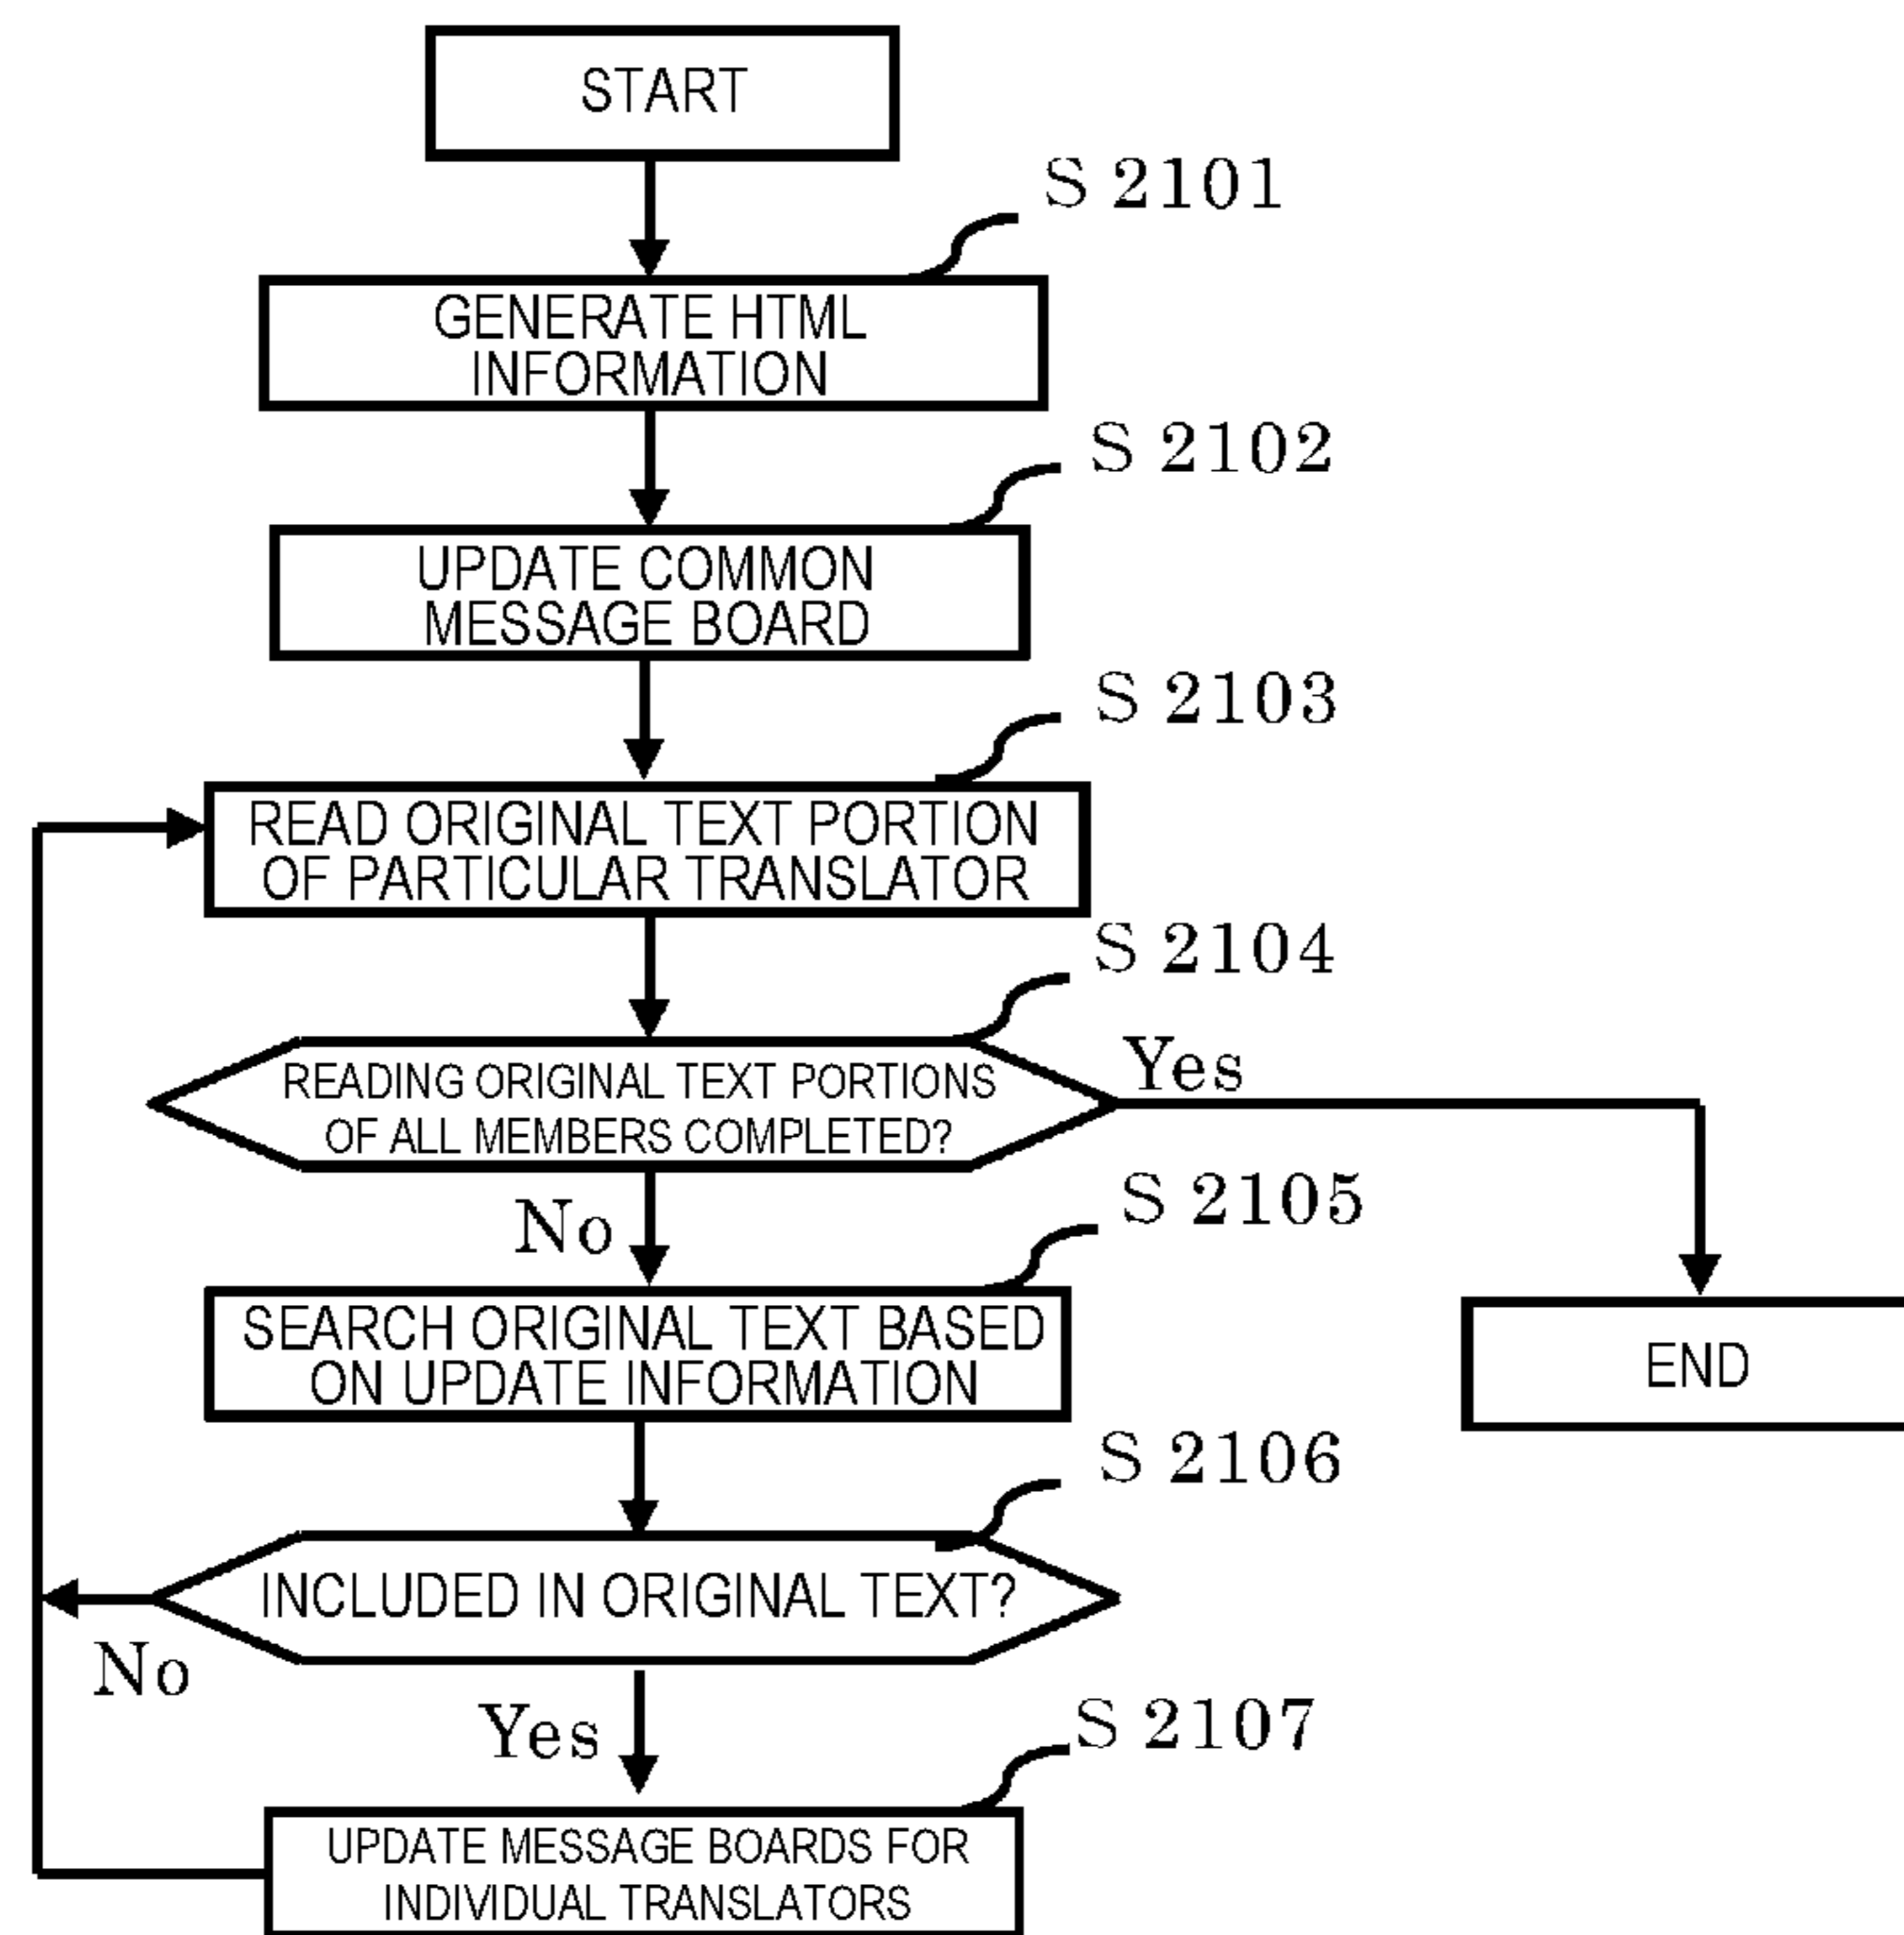 START
S 2101
GENERATE HTML
INFORMATION
S 2102
UPDATE COMMON
MESSAGE BOARD
S 2103
READ ORIGINAL TEXT PORTION
OF PARTICULAR TRANSLATOR
S 2104
READING ORIGINAL TEXT PORTIONS
OF ALL MEMBERS COMPLETED?
Yes
No
S 2105
SEARCH ORIGINAL TEXT BASED
ON UPDATE INFORMATION
END
S 2106
INCLUDED IN ORIGINAL TEXT?
No
Yes
S 2107
UPDATE MESSAGE BOARDS FOR
INDIVIDUAL TRANSLATORS